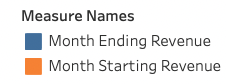 Measure Names
Month Ending Revenue
Month Starting Revenue